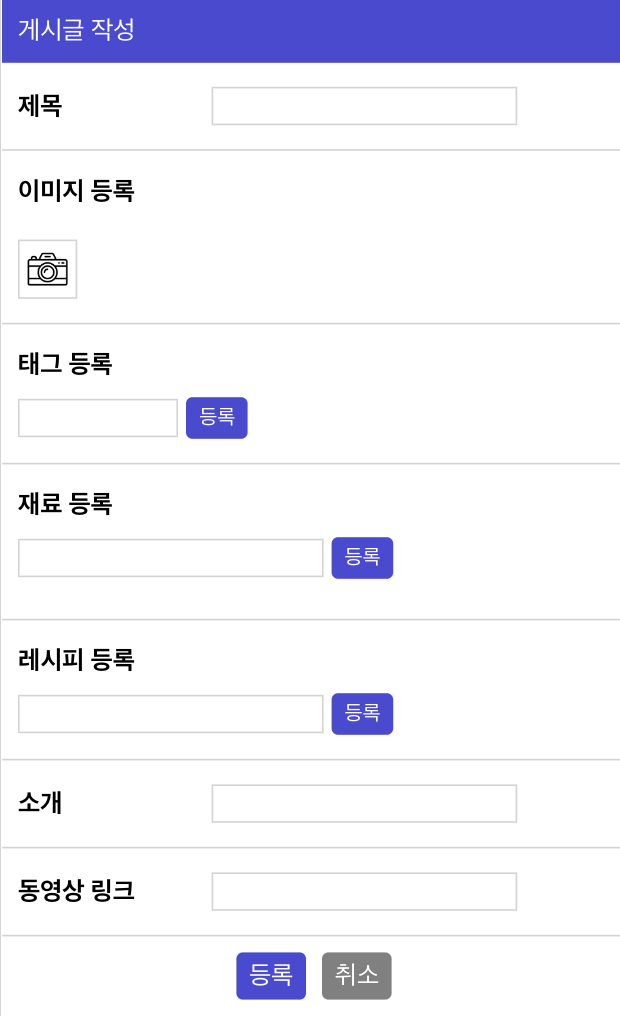 게시글 작성
제목
이미지 등록
태그 등록
등록
재료 등록
등록
레시피 등록
등록
소개
동영상 링크
등록 취소